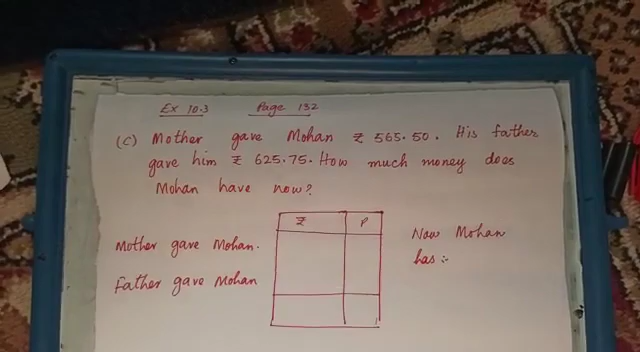 Ex 10.3 Page 132
(c) Mother gave Mohan ₹ 565.50. His father
gave him ₹ 625.75. How much money does
Mohan have now?
₹ P
Mother gave Mohan.
Father gave Mohan
Now Mohan
has :-